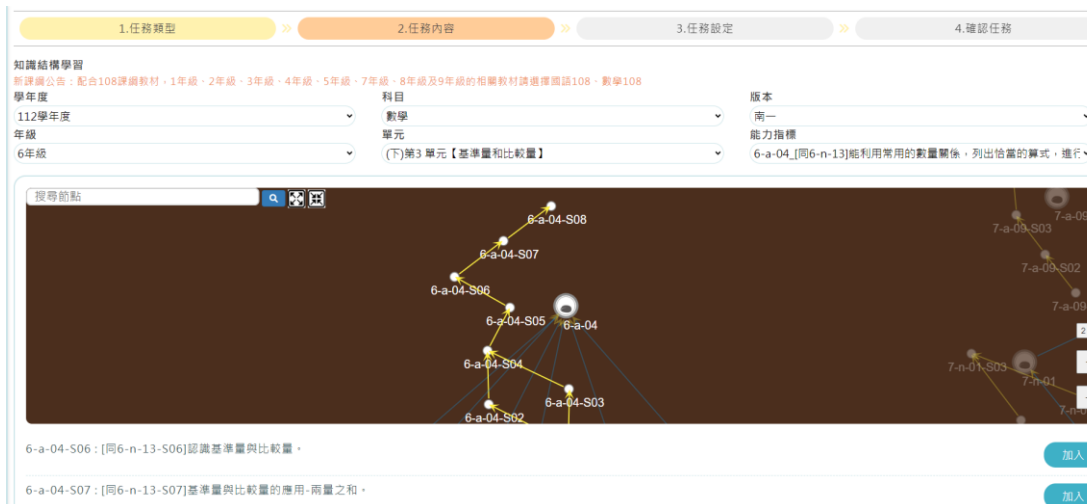 1.任務類型 » 2.任務內容 » 3.任務設定 » 4.確認任務
知識結構學習
新課綱公告：配合108課綱教材，1年級、2年級、3年級、4年級、5年級、7年級、8年級及9年級的相關教材請選擇國語108、數學108
學年度 科目 版本
112學年度 數學 南一
年級 單元 能力指標
6年級 (下)第3 單元【基準量和比較量】 6-a-04_[同6-n-13]能利用常用的數量關係，列出恰當的算式，進行
搜尋節點
6-a-04-S08
7-a-09
7-a-09-S03
6-a-04-S07
7-a-09-S02
6-a-04-S06
7-a-09
6-a-04-S05
6-a-04
2
6-a-04-S04
7-n-01-S03
7-n-01
6-a-04-S03
6-a-04-S02
7-n-0
6-a-04-S06 : [同6-n-13-S06]認識基準量與比較量。
加入
6-a-04-S07 : [同6-n-13-S07]基準量與比較量的應用-兩量之和。
加入